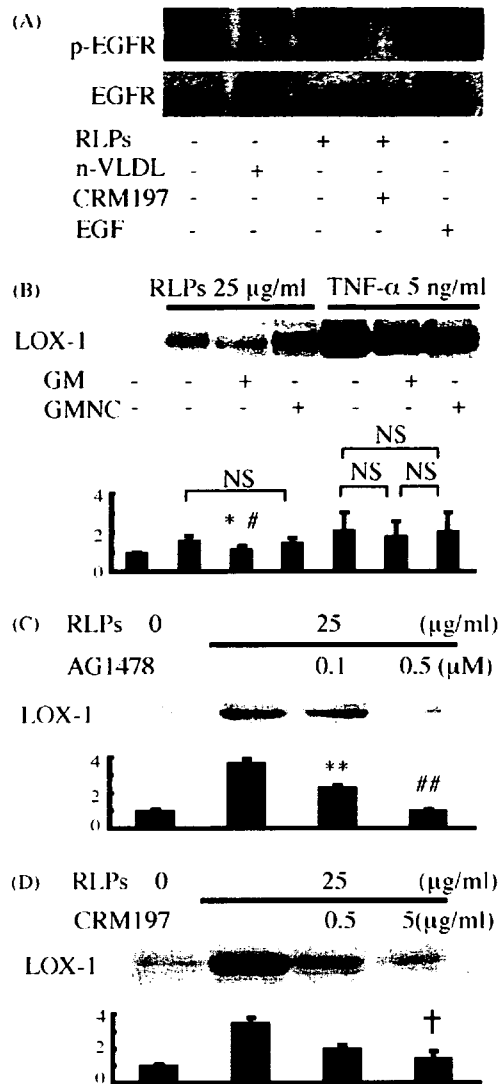 (A)
p-EGFR
EGFR
RLPs - - + + -
n-VLDL - + - - -
CRM197 - - - + -
EGF - - - - +
(B) RLPs 25 µg/ml TNF-α 5 ng/ml
LOX-1
GM - - + - - + -
GMNC - - - + - - +
NS
NS NS NS
* #
4
2
0
(C) RLPs 0 25 (µg/ml)
AG1478 0.1 0.5 (µM)
LOX-1
4
** ##
2
0
(D) RLPs 0 25 (µg/ml)
CRM197 0.5 5(µg/ml)
LOX-1
4
†
2
0